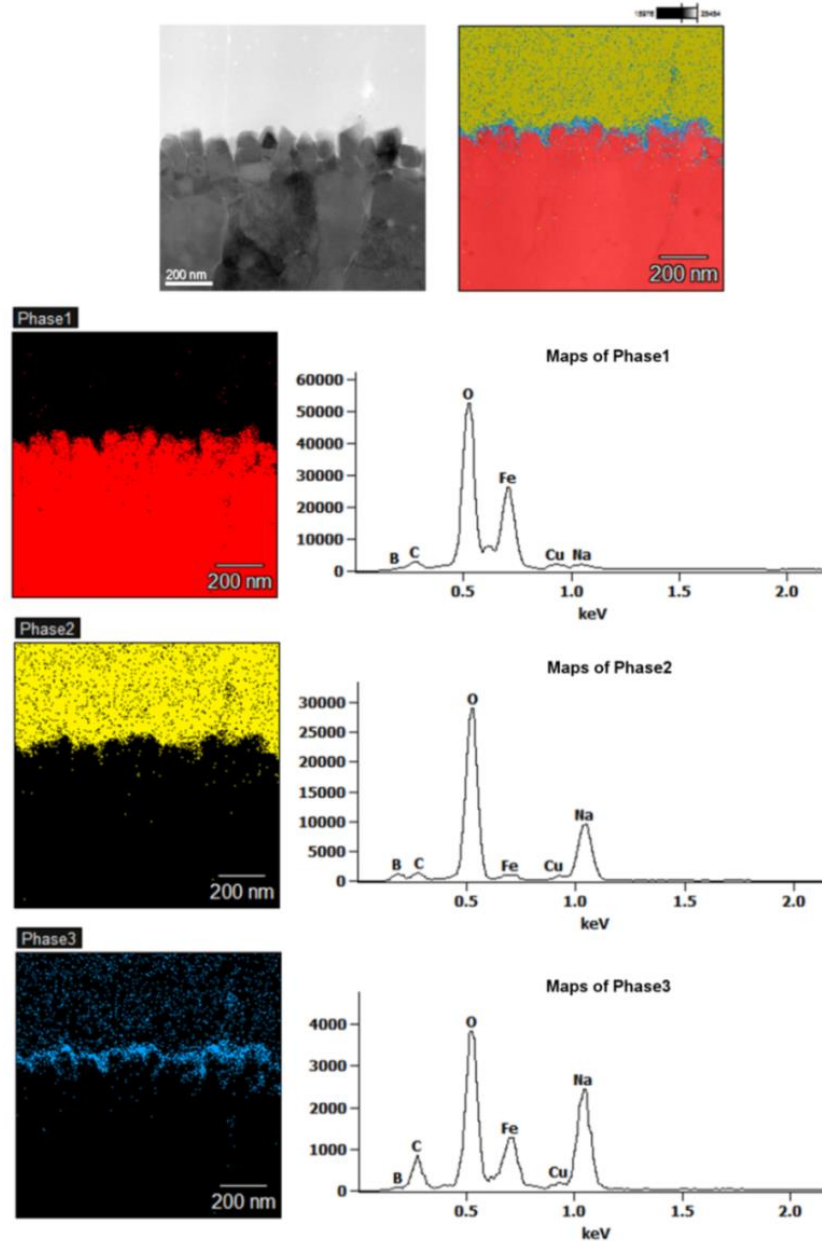 15976 29494
200 nm
200 nm
Phase1
200 nm
Maps of Phase1
60000
50000
40000
30000
20000
10000
0
O
Fe
B
C
Cu
Na
0.5
1.0
1.5
2.0
keV
Phase2
200 nm
Maps of Phase2
30000
25000
20000
15000
10000
5000
0
O
Na
B
C
Fe
Cu
0.5
1.0
1.5
2.0
keV
Phase3
200 nm
Maps of Phase3
4000
3000
2000
1000
0
O
Na
Fe
C
Cu
B
0.5
1.0
1.5
2.0
keV